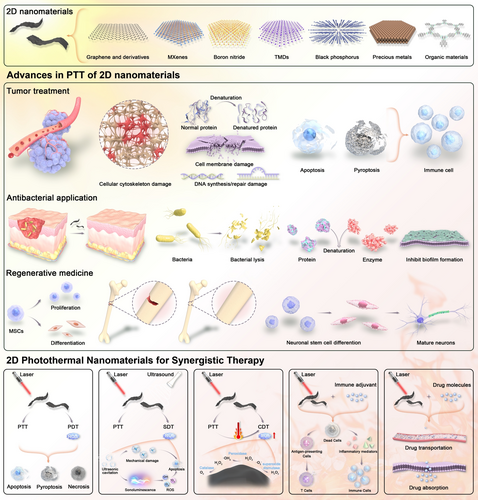 2D nanomaterials
Graphene and derivatives
MXenes
Boron nitride
TMDs
Black phosphorus
Precious metals
Organic materials
Advances in PTT of 2D nanomaterials
Tumor treatment
Denaturation
Normal protein
Denatured protein
Cell membrane damage
Cellular cytoskeleton damage
DNA synthesis/repair damage
Apoptosis
Pyroptosis
Immune cell
Antibacterial application
Bacteria
Bacterial lysis
Protein
Denaturation
Enzyme
Inhibit biofilm formation
Regenerative medicine
MSCs
Proliferation
Differentiation
Neuronal stem cell differention
Mature neurons
2D Photothermal Nanomaterials for Synergistic Therapy
Laser
PTT
PDT
Apoptosis
Pyroptosis
Necrosis
Laser
Ultrasound
PTT
SDT
Mechanical damage
Ultrasonic cavitation
Apoptosis
Sonoluminescence
ROS
Laser
PTT
CDT
H₂O₂
O₂
Laser
Immune adjuvant
Dead Cells
Antigen-presenting Cells
Inflammatory mediators
T Cells
Immune Cells
Laser
Drug molecules
Drug transportation
Drug absorption